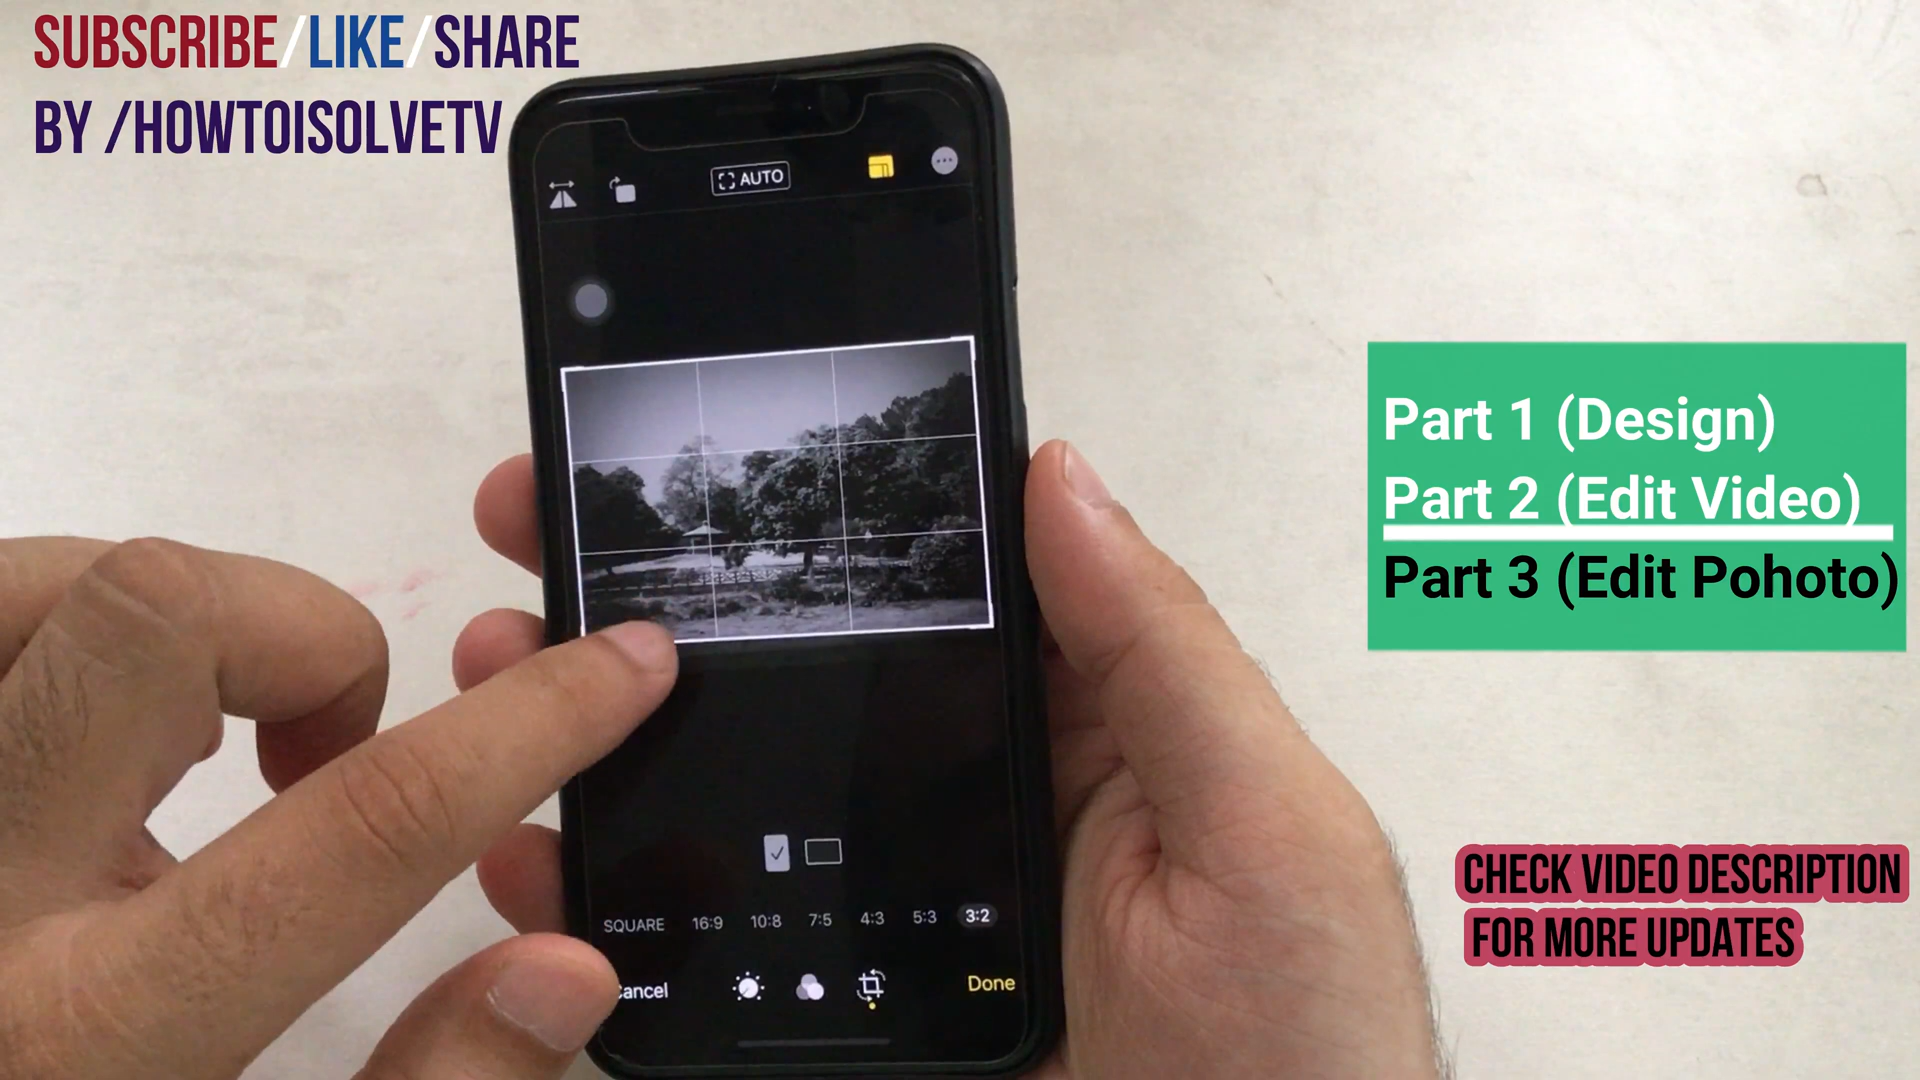 SUBSCRIBE/LIKE/SHARE
BY /HOWTOISOLVETV
AUTO
Part 1 (Design)
Part 2 (Edit Video)
Part 3 (Edit Pohoto)
CHECK VIDEO DESCRIPTION
FOR MORE UPDATES
SQUARE 16:9 10:8 7:5 4:3 5:3 3:2
Cancel Done